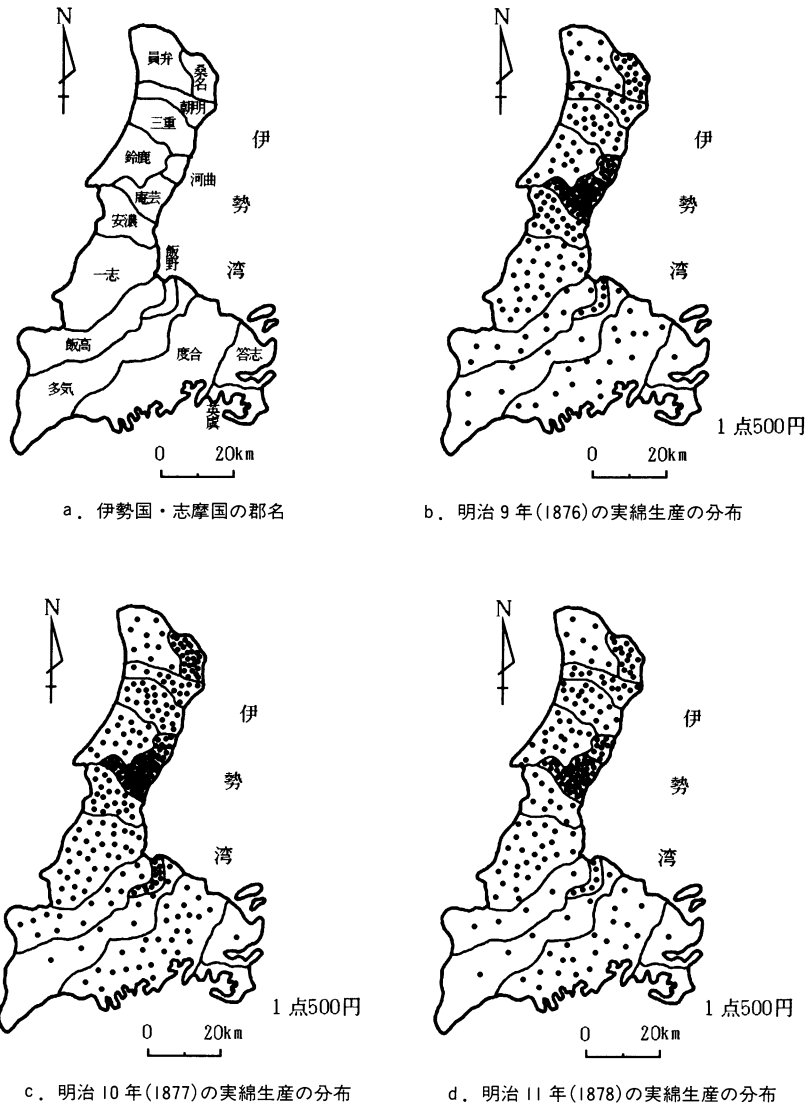 N
員弁
桑名
朝明
三重
鈴鹿
河曲
庵芸
安濃
一志
飯野
飯高
度合
答志
多気
英虞
伊
勢
湾
0 20km
a．伊勢国・志摩国の郡名
N
伊
勢
湾
1点500円
0 20km
b．明治9年(1876)の実綿生産の分布
N
伊
勢
湾
1点500円
0 20km
c．明治10年(1877)の実綿生産の分布
N
伊
勢
湾
1点500円
0 20km
d．明治11年(1878)の実綿生産の分布